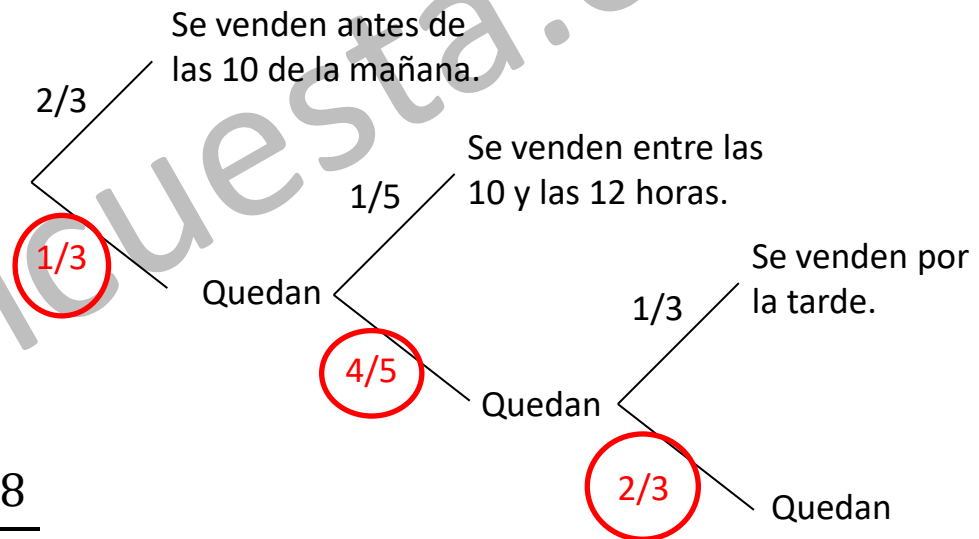 Se venden antes de
las 10 de la mañana.
2/3
Se venden entre las
10 y las 12 horas.
1/5
1/3
Quedan
Se venden por
la tarde.
1/3
4/5
Quedan
2/3
Quedan
8